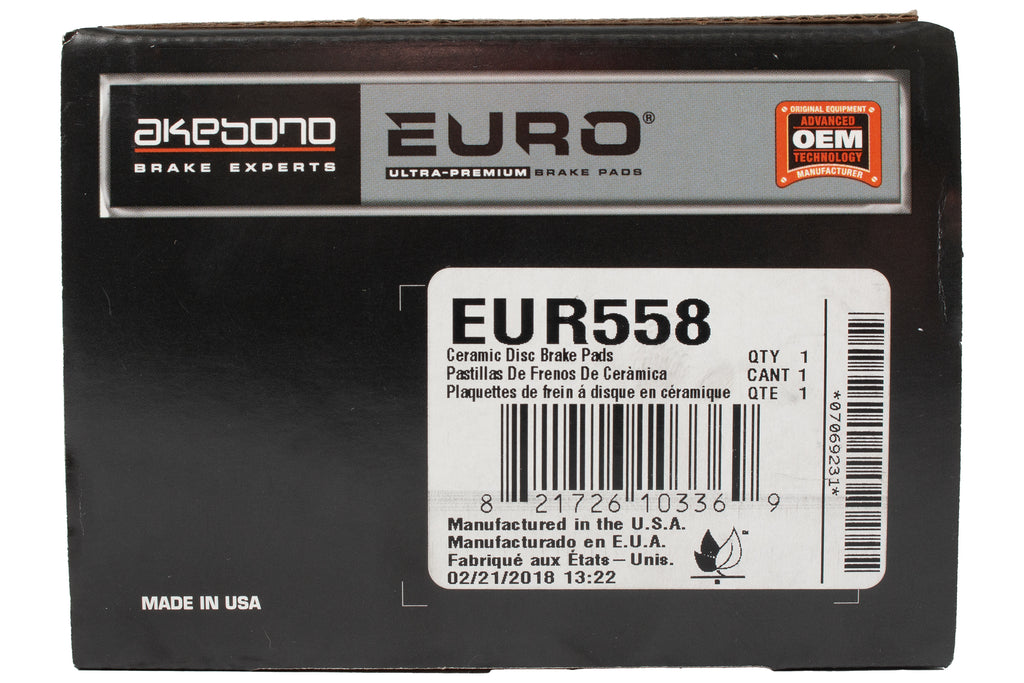 akebono
BRAKE EXPERTS
EURO®
ULTRA-PREMIUM BRAKE PADS
ORIGINAL EQUIPMENT
ADVANCED
OEM
TECHNOLOGY
MANUFACTURER
EUR558
Ceramic Disc Brake Pads QTY 1
Pastillas De Frenos De Ceràmica CANT 1
Plaquettes de frein á disque en céramique QTE 1
8 21726 10336 9
*07069231*
Manufactured in the U.S.A.
Manufacturado en E.U.A.
Fabriqué aux États-Unis.
02/21/2018 13:22
™
MADE IN USA